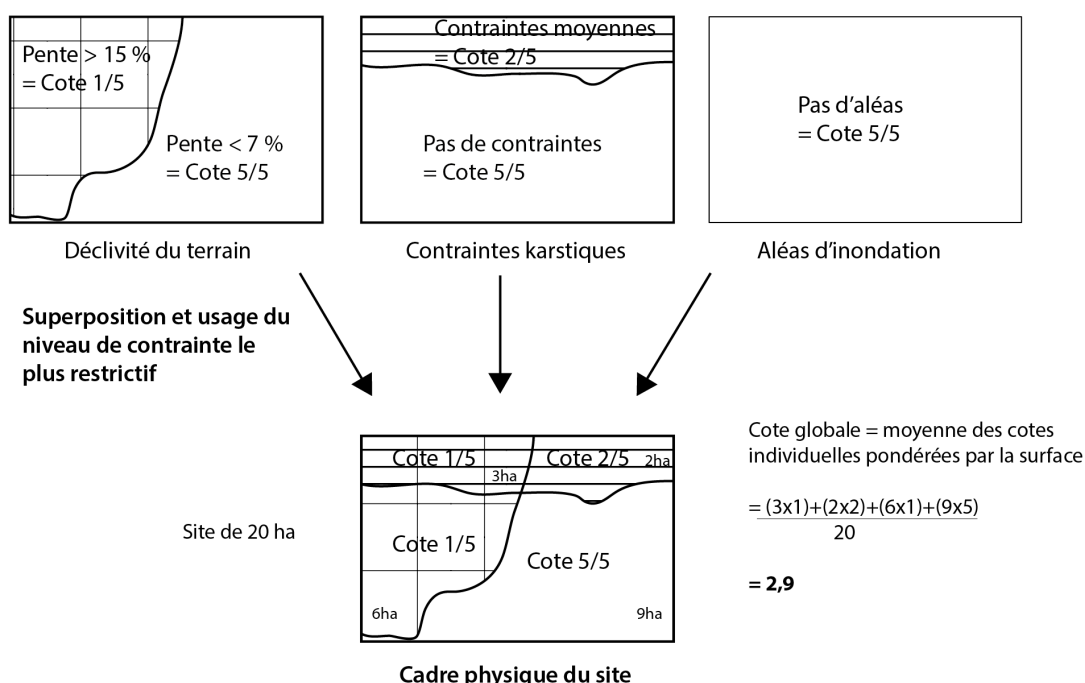 Pente > 15 %
= Cote 1/5
Pente < 7 %
= Cote 5/5
Déclivité du terrain
Contraintes moyennes
= Cote 2/5
Pas de contraintes
= Cote 5/5
Contraintes karstiques
Pas d’aléas
= Cote 5/5
Aléas d’inondation
Superposition et usage du
niveau de contrainte le
plus restrictif
Site de 20 ha
Cote 1/5
3ha
Cote 2/5
2ha
Cote 1/5
6ha
Cote 5/5
9ha
Cadre physique du site
Cote globale = moyenne des cotes
individuelles pondérées par la surface
= (3x1)+(2x2)+(6x1)+(9x5)
20
= 2,9